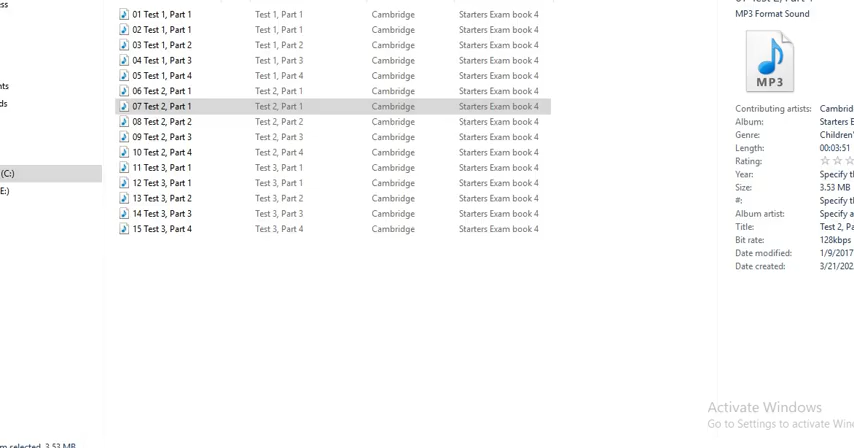 ss
nts
ds
(C:)
E:)
01 Test 1, Part 1 Test 1, Part 1 Cambridge Starters Exam book 4
02 Test 1, Part 1 Test 1, Part 1 Cambridge Starters Exam book 4
03 Test 1, Part 2 Test 1, Part 2 Cambridge Starters Exam book 4
04 Test 1, Part 3 Test 1, Part 3 Cambridge Starters Exam book 4
05 Test 1, Part 4 Test 1, Part 4 Cambridge Starters Exam book 4
06 Test 2, Part 1 Test 2, Part 1 Cambridge Starters Exam book 4
07 Test 2, Part 1 Test 2, Part 1 Cambridge Starters Exam book 4
08 Test 2, Part 2 Test 2, Part 2 Cambridge Starters Exam book 4
09 Test 2, Part 3 Test 2, Part 3 Cambridge Starters Exam book 4
10 Test 2, Part 4 Test 2, Part 4 Cambridge Starters Exam book 4
11 Test 3, Part 1 Test 3, Part 1 Cambridge Starters Exam book 4
12 Test 3, Part 1 Test 3, Part 1 Cambridge Starters Exam book 4
13 Test 3, Part 2 Test 3, Part 2 Cambridge Starters Exam book 4
14 Test 3, Part 3 Test 3, Part 3 Cambridge Starters Exam book 4
15 Test 3, Part 4 Test 3, Part 4 Cambridge Starters Exam book 4
MP3 Format Sound
MP3
Contributing artists: Cambrid
Album: Starters E
Genre: Children'
Length: 00:03:51
Rating:
Year: Specify th
Size: 3.53 MB
#: Specify th
Album artist: Specify a
Title: Test 2, Pa
Bit rate: 128kbps
Date modified: 1/9/2017
Date created: 3/21/202
Activate Windows
Go to Settings to activate Win
m selected 3.53 MB